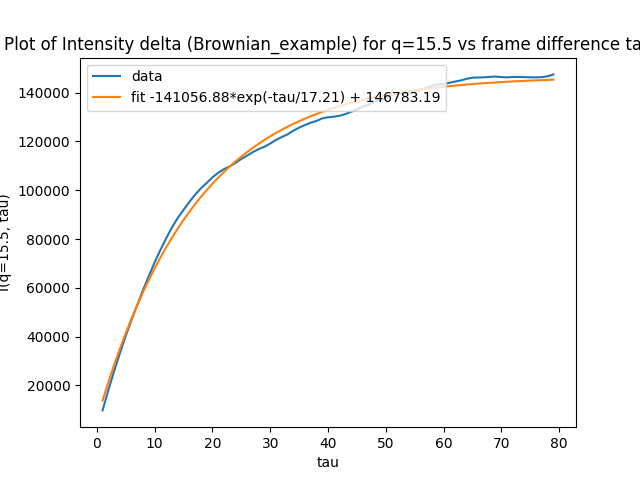 Plot of Intensity delta (Brownian_example) for q=15.5 vs frame difference ta
data
fit -141056.88*exp(-tau/17.21) + 146783.19
I(q=15.5, tau)
140000
120000
100000
80000
60000
40000
20000
0 10 20 30 40 50 60 70 80
tau